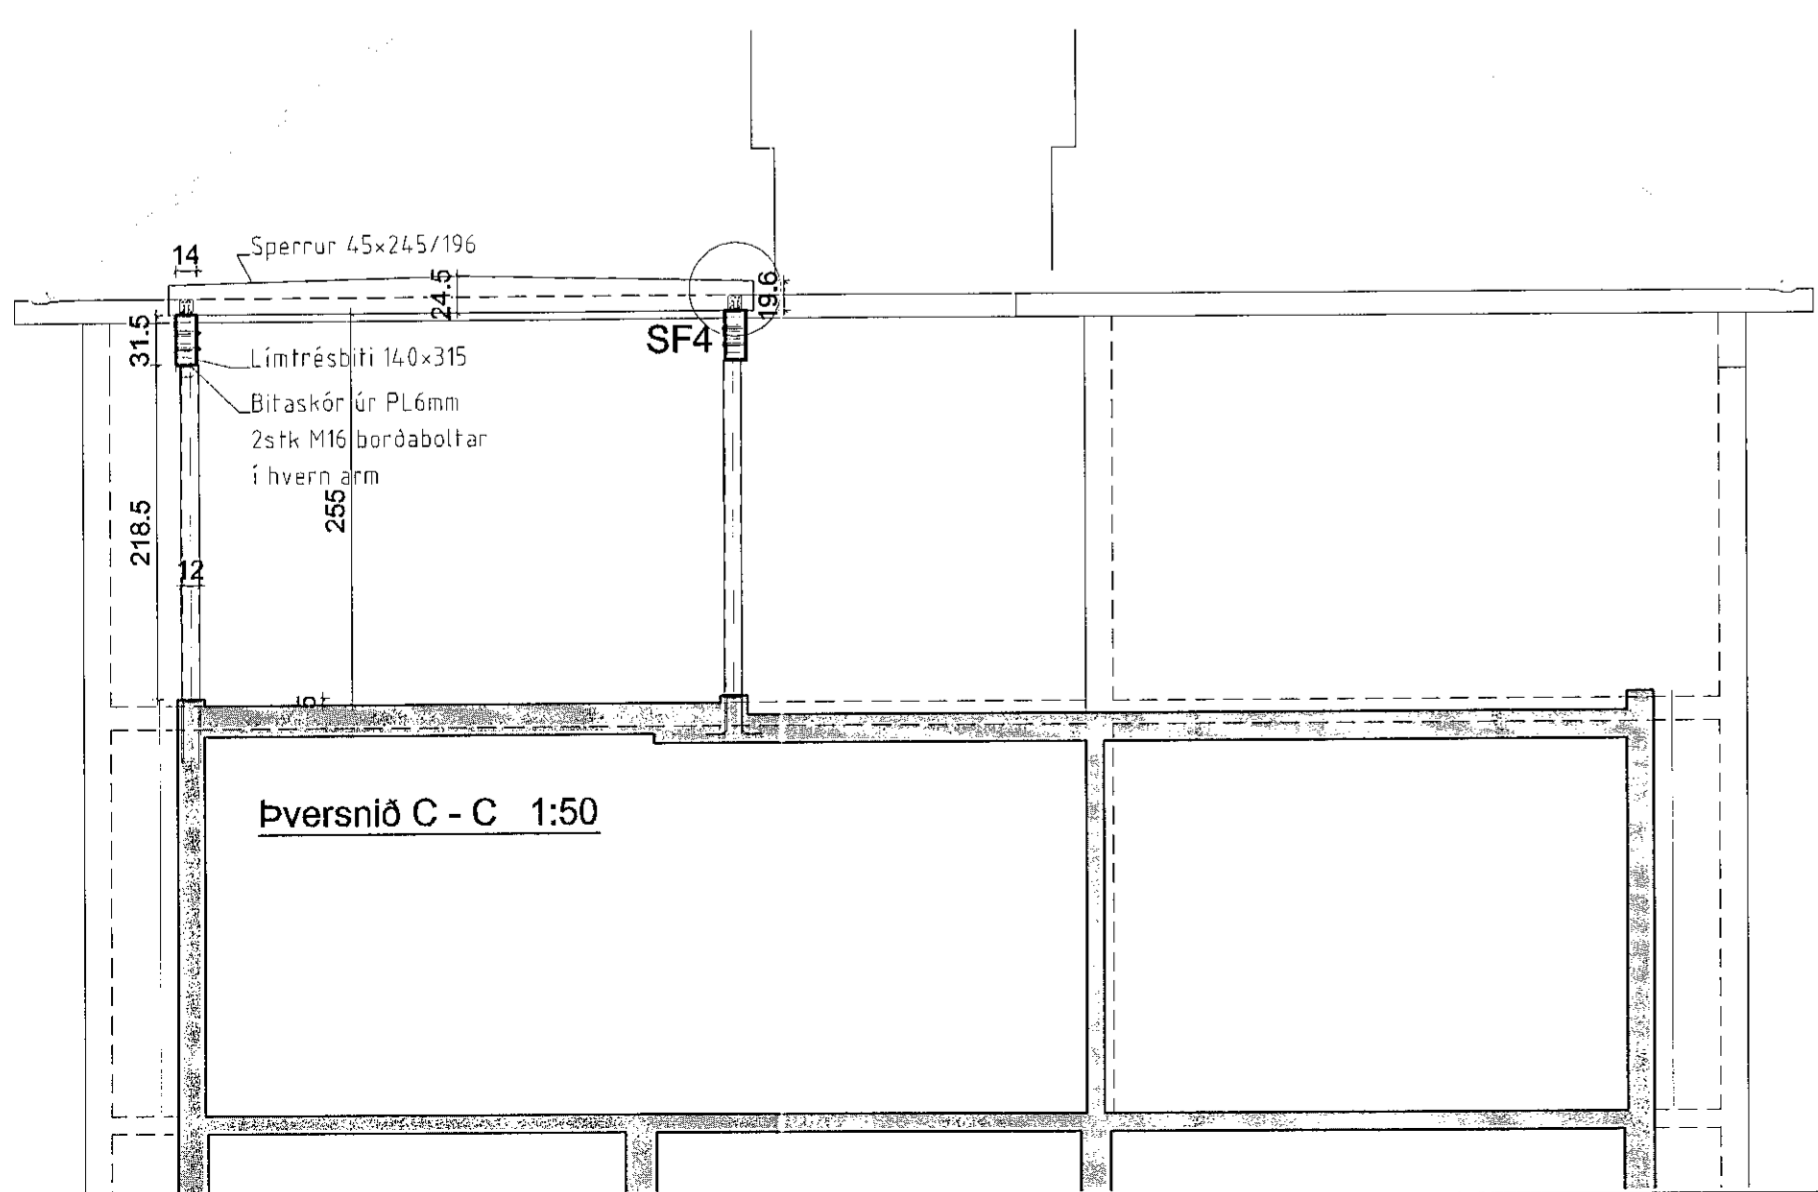 Sperrur 45×245/196
14
24.5
19.6
31.5
SF4
Límtrésbiti 140×315
Bitaskór úr PL6mm
2stk M16 borðaboltar
í hvern arm
255
218.5
12
5
Þversnið C - C 1:50